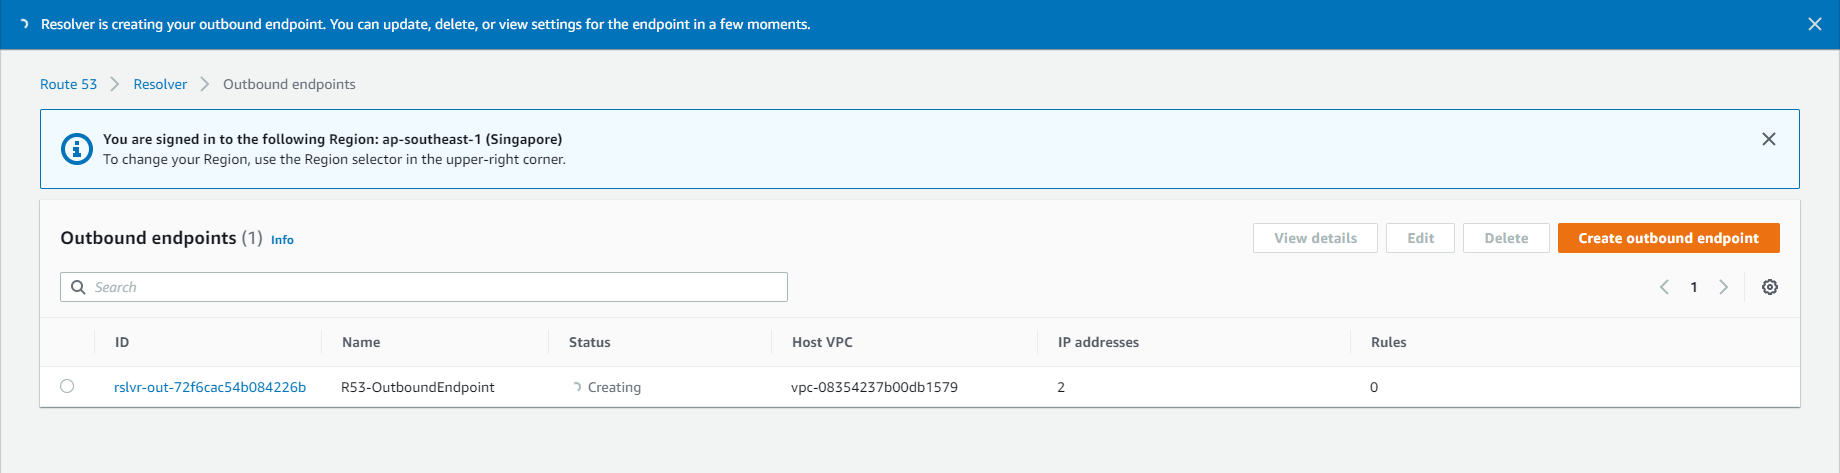 Resolver is creating your outbound endpoint. You can update, delete, or view settings for the endpoint in a few moments.
Route 53 Resolver Outbound endpoints
You are signed in to the following Region: ap-southeast-1 (Singapore)
To change your Region, use the Region selector in the upper-right corner.
Outbound endpoints (1) Info View details Edit Delete Create outbound endpoint
Search 1
ID Name Status Host VPC IP addresses Rules
rslvr-out-72f6cac54b084226b R53-OutboundEndpoint Creating vpc-08354237b00db1579 2 0